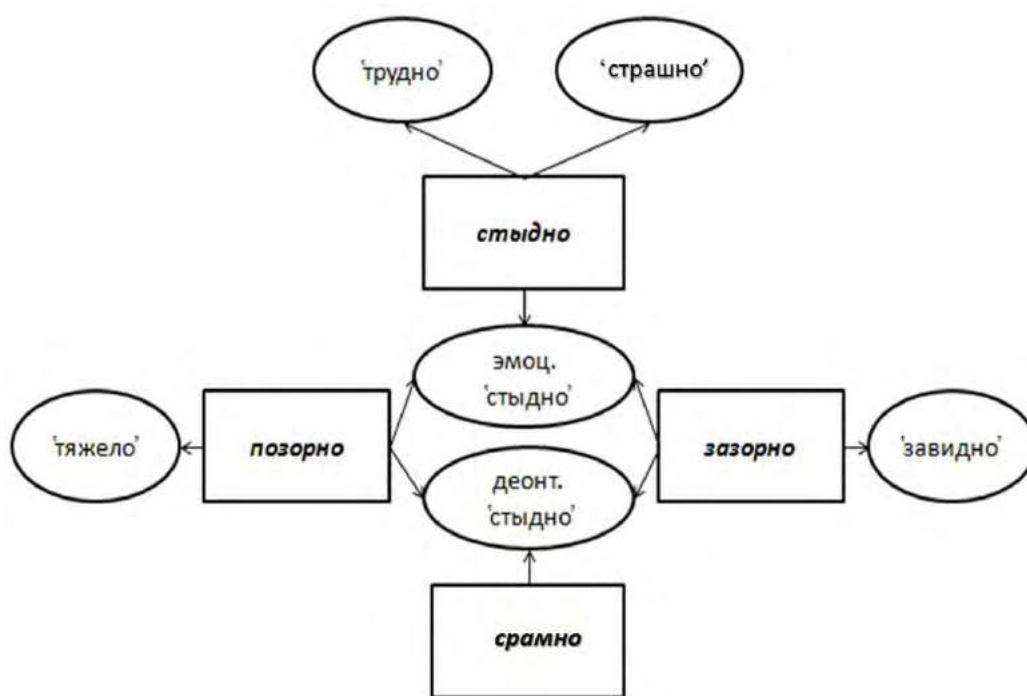 'трудно'
'страшно'
стыдно
эмоц.
'стыдно'
'тяжело'
позорно
зазорно
'завидно'
деонт.
'стыдно'
срамно